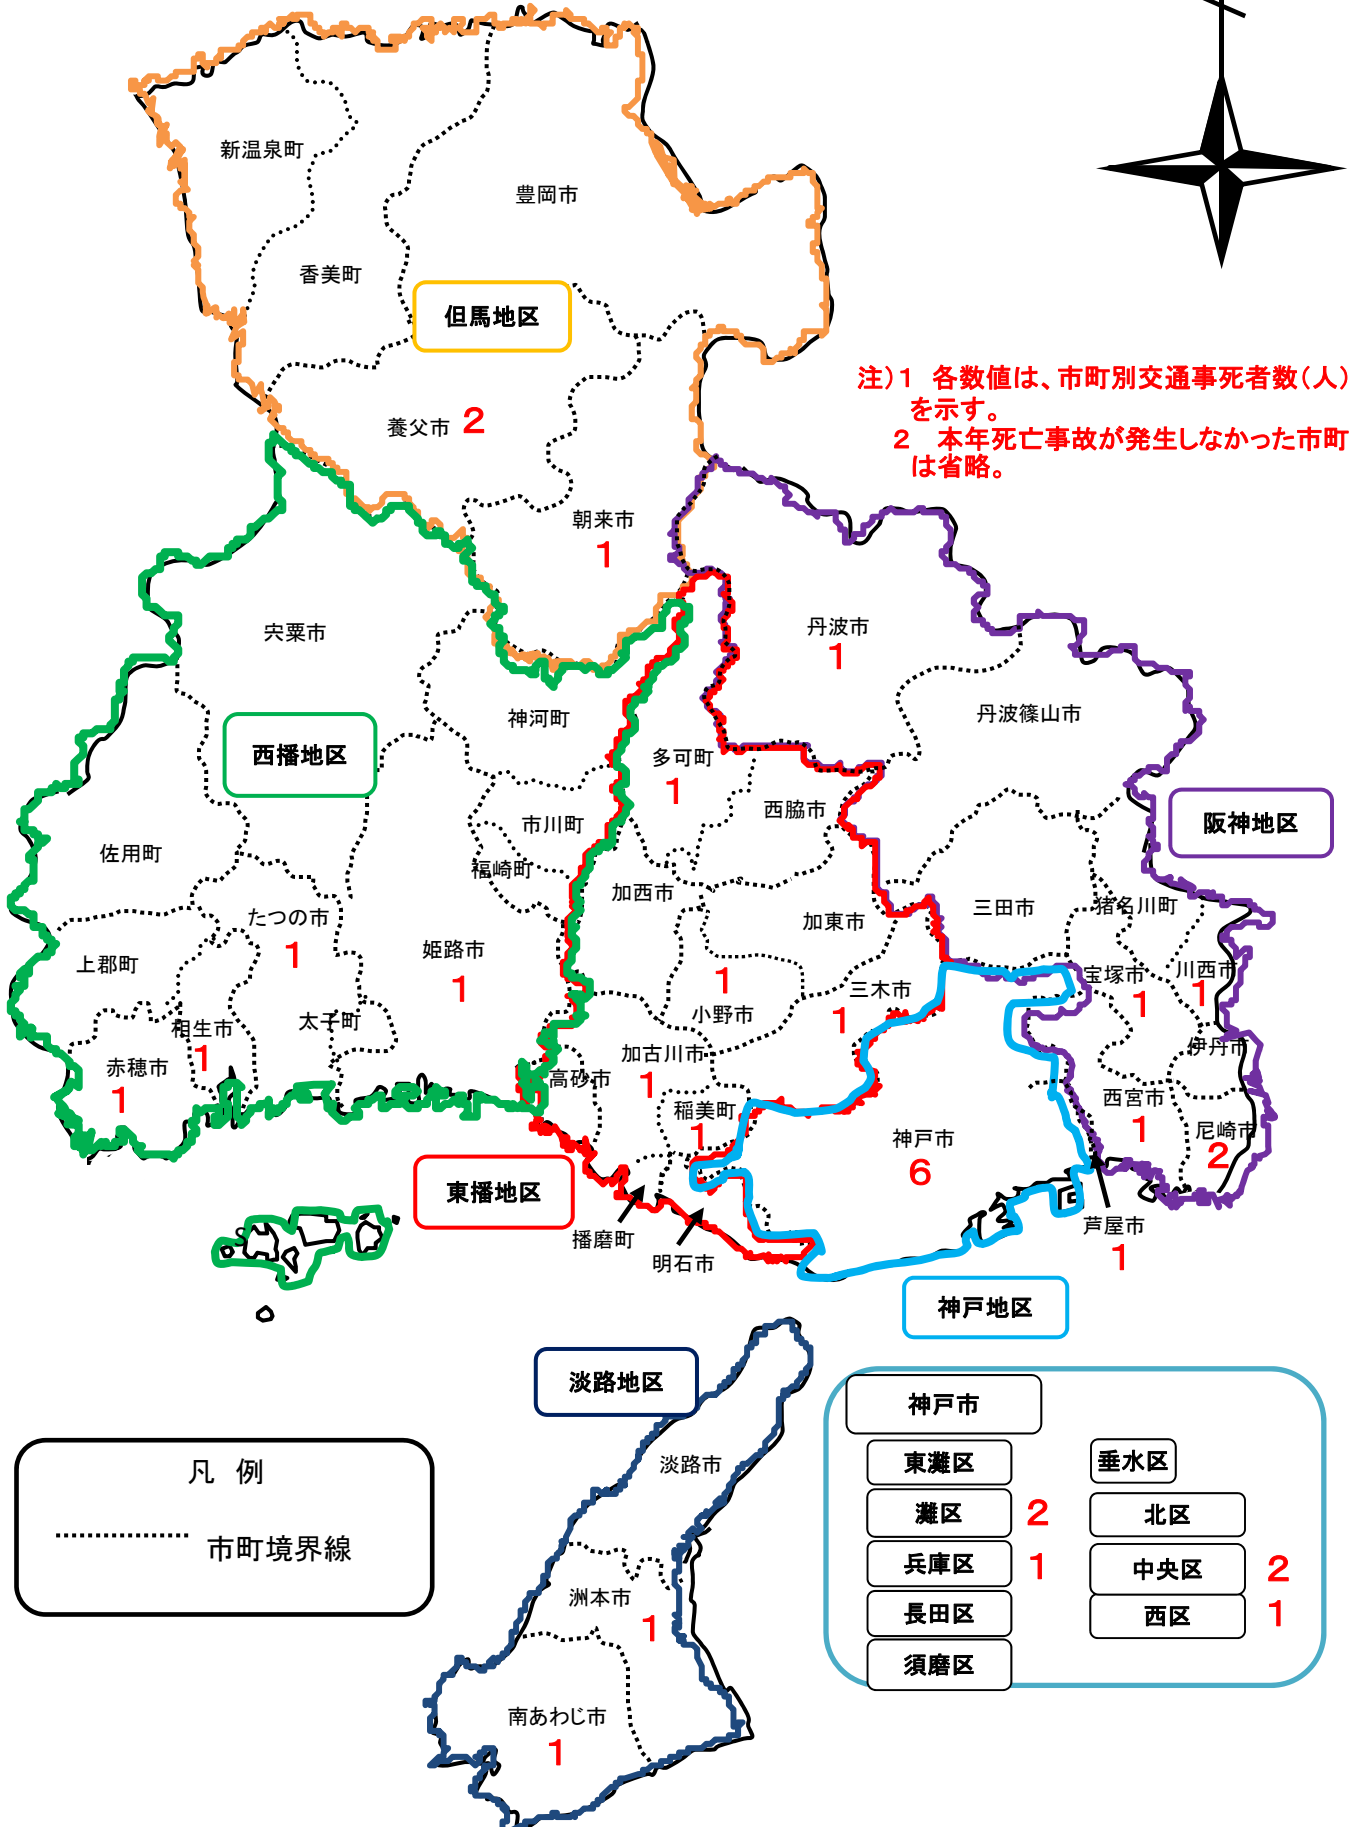 新温泉町
豊岡市
香美町
但馬地区
注)1 各数値は、市町別交通事死者数(人)
を示す。
2 本年死亡事故が発生しなかった市町
は省略。
養父市 2
朝来市
1
宍粟市
丹波市
1
神河町
丹波篠山市
西播地区
多可町
1
西脇市
市川町
阪神地区
佐用町
福崎町
加西市
たつの市
1
加東市
三田市
猪名川町
上郡町
姫路市
1
1
小野市
三木市
1
宝塚市
1
川西市
1
相生市
1
太子町
赤穂市
1
加古川市
1
高砂市
伊丹市
稲美町
1
西宮市
1
神戸市
6
尼崎市
2
東播地区
播磨町
明石市
芦屋市
1
神戸地区
淡路地区
淡路市
神戸市
東灘区
垂水区
灘区 2
北区
兵庫区 1
中央区 2
長田区
西区 1
須磨区
凡 例
市町境界線
洲本市
1
南あわじ市
1